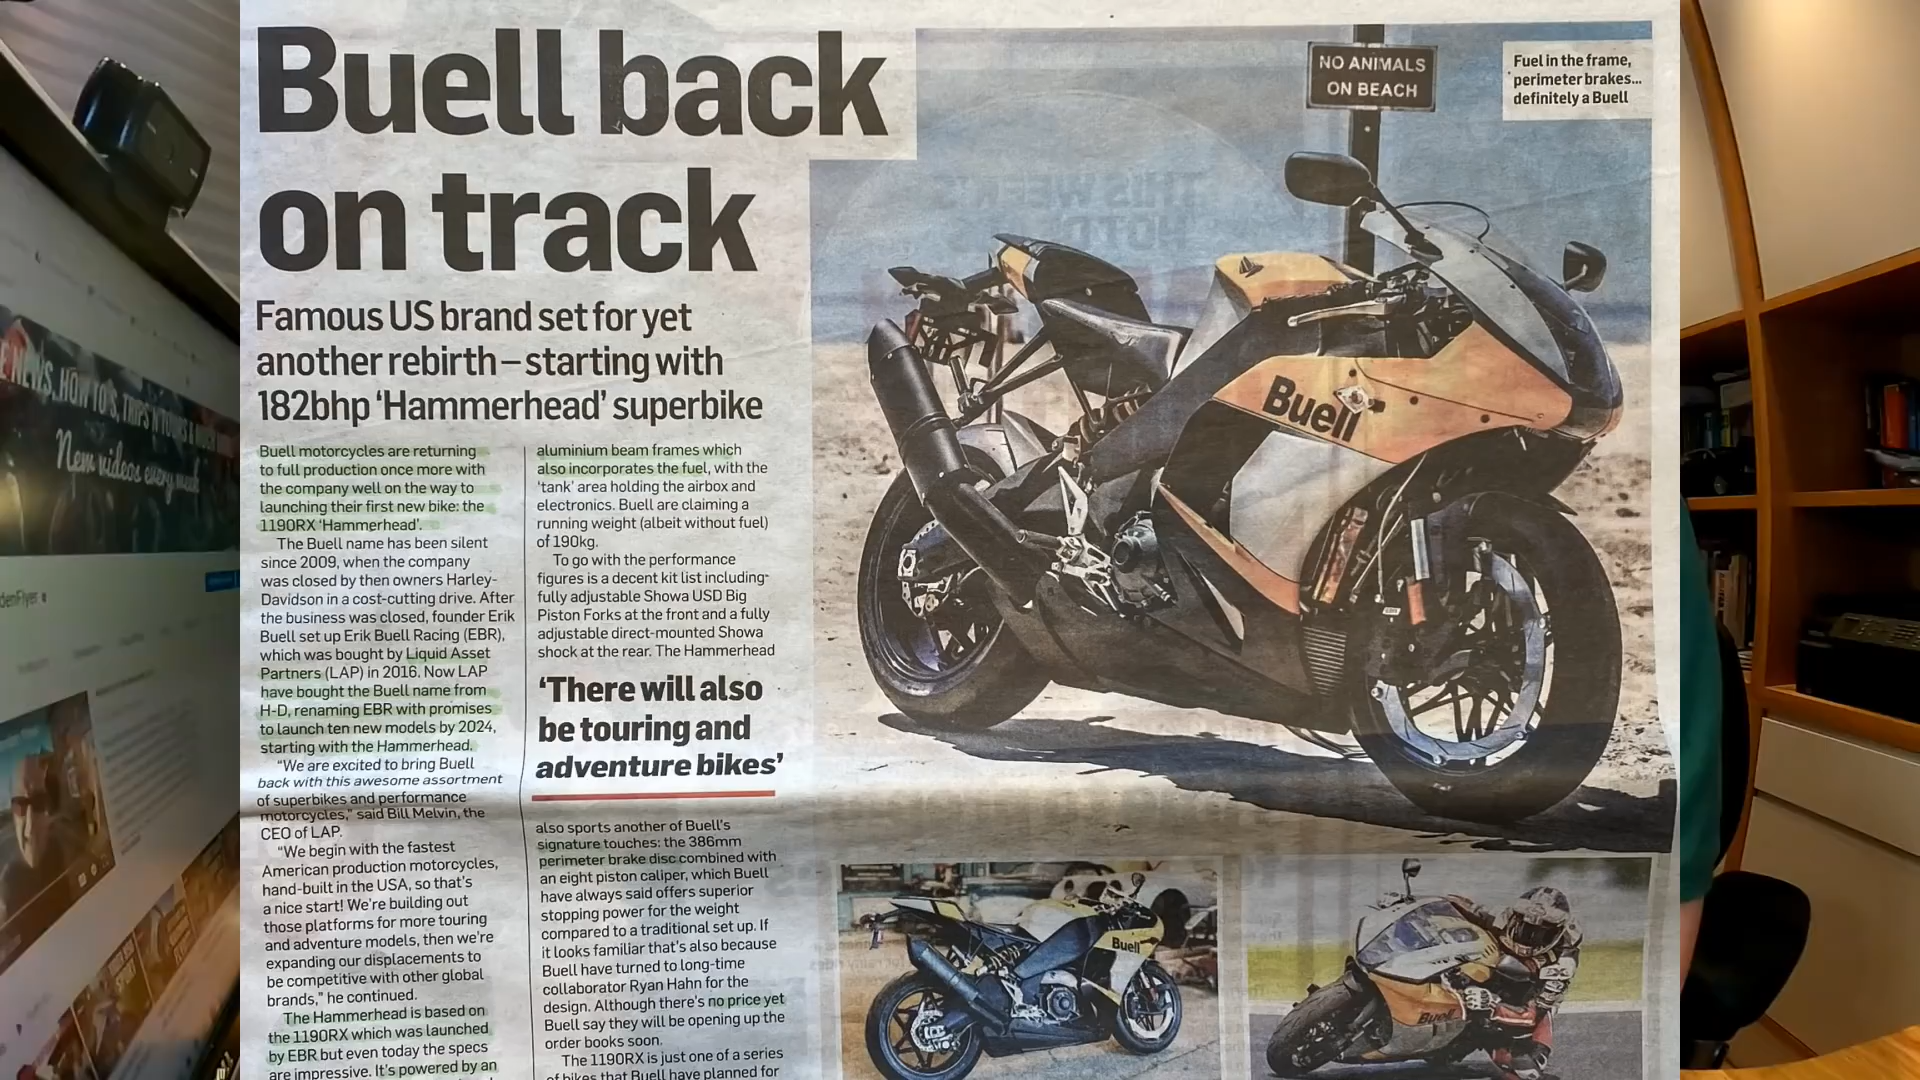 Buell back
on track
Famous US brand set for yet
another rebirth – starting with
182bhp 'Hammerhead' superbike
Buell motorcycles are returning
to full production once more with
the company well on the way to
launching their first new bike: the
1190RX 'Hammerhead'.
The Buell name has been silent
since 2009, when the company
was closed by then owners Harley-
Davidson in a cost-cutting drive. After
the business was closed, founder Erik
Buell set up Erik Buell Racing (EBR),
which was bought by Liquid Asset
Partners (LAP) in 2016. Now LAP
have bought the Buell name from
H-D, renaming EBR with promises
to launch ten new models by 2024,
starting with the Hammerhead.
"We are excited to bring Buell
back with this awesome assortment
of superbikes and performance
motorcycles," said Bill Melvin, the
CEO of LAP.
"We begin with the fastest
American production motorcycles,
hand-built in the USA, so that's
a nice start! We're building out
those platforms for more touring
and adventure models, then we're
expanding our displacements to
be competitive with other global
brands," he continued.
The Hammerhead is based on
the 1190RX which was launched
by EBR but even today the specs
are impressive. It's powered by an
aluminium beam frames which
also incorporates the fuel, with the
'tank' area holding the airbox and
electronics. Buell are claiming a
running weight (albeit without fuel)
of 190kg.
To go with the performance
figures is a decent kit list including
fully adjustable Showa USD Big
Piston Forks at the front and a fully
adjustable direct-mounted Showa
shock at the rear. The Hammerhead
'There will also
be touring and
adventure bikes'
also sports another of Buell's
signature touches: the 386mm
perimeter brake disc combined with
an eight piston caliper, which Buell
have always said offers superior
stopping power for the weight
compared to a traditional set up. If
it looks familiar that's also because
Buell have turned to long-time
collaborator Ryan Hahn for the
design. Although there's no price yet
Buell say they will be opening up the
order books soon.
The 1190RX is just one of a series
of bikes that Buell have planned for
NO ANIMALS
ON BEACH
Fuel in the frame,
perimeter brakes...
definitely a Buell
Buell
Buell
Buell
E NEWS, HOW TO'S, TRIPS N TOURS & MUCH
New videos every week
denFlyer